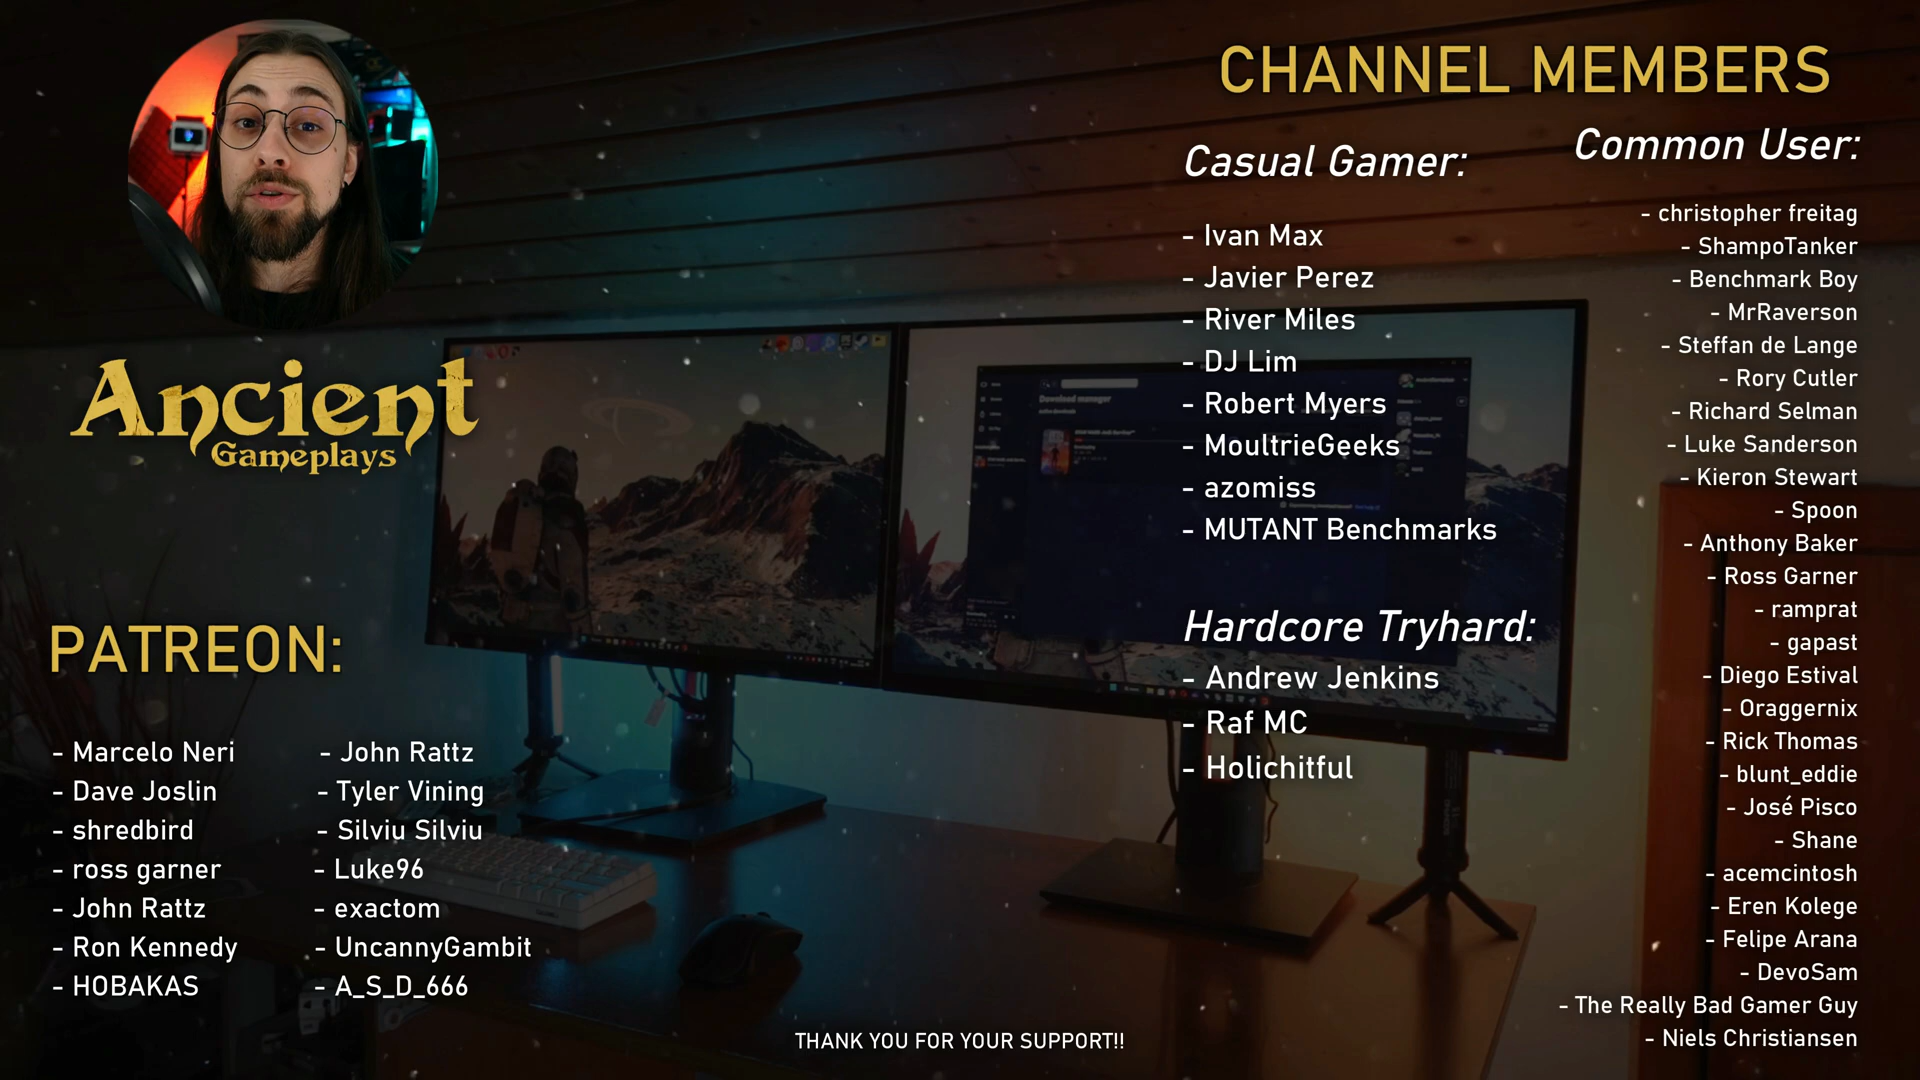 Ancient
Gameplays
PATREON:
- Marcelo Neri
- Dave Joslin
- shredbird
- ross garner
- John Rattz
- Ron Kennedy
- HOBAKAS
- John Rattz
- Tyler Vining
- Silviu Silviu
- Luke96
- exactom
- UncannyGambit
- A_S_D_666
CHANNEL MEMBERS
Casual Gamer:
- Ivan Max
- Javier Perez
- River Miles
- DJ Lim
- Robert Myers
- MoultrieGeeks
- azomiss
- MUTANT Benchmarks
Hardcore Tryhard:
- Andrew Jenkins
- Raf MC
- Holichitful
Common User:
- christopher freitag
- ShampoTanker
- Benchmark Boy
- MrRaverson
- Steffan de Lange
- Rory Cutler
- Richard Selman
- Luke Sanderson
- Kieron Stewart
- Spoon
- Anthony Baker
- Ross Garner
- ramprat
- gapast
- Diego Estival
- Oraggernix
- Rick Thomas
- blunt_eddie
- José Pisco
- Shane
- acemcintosh
- Eren Kolege
- Felipe Arana
- DevoSam
- The Really Bad Gamer Guy
- Niels Christiansen
Download manager
THANK YOU FOR YOUR SUPPORT!!